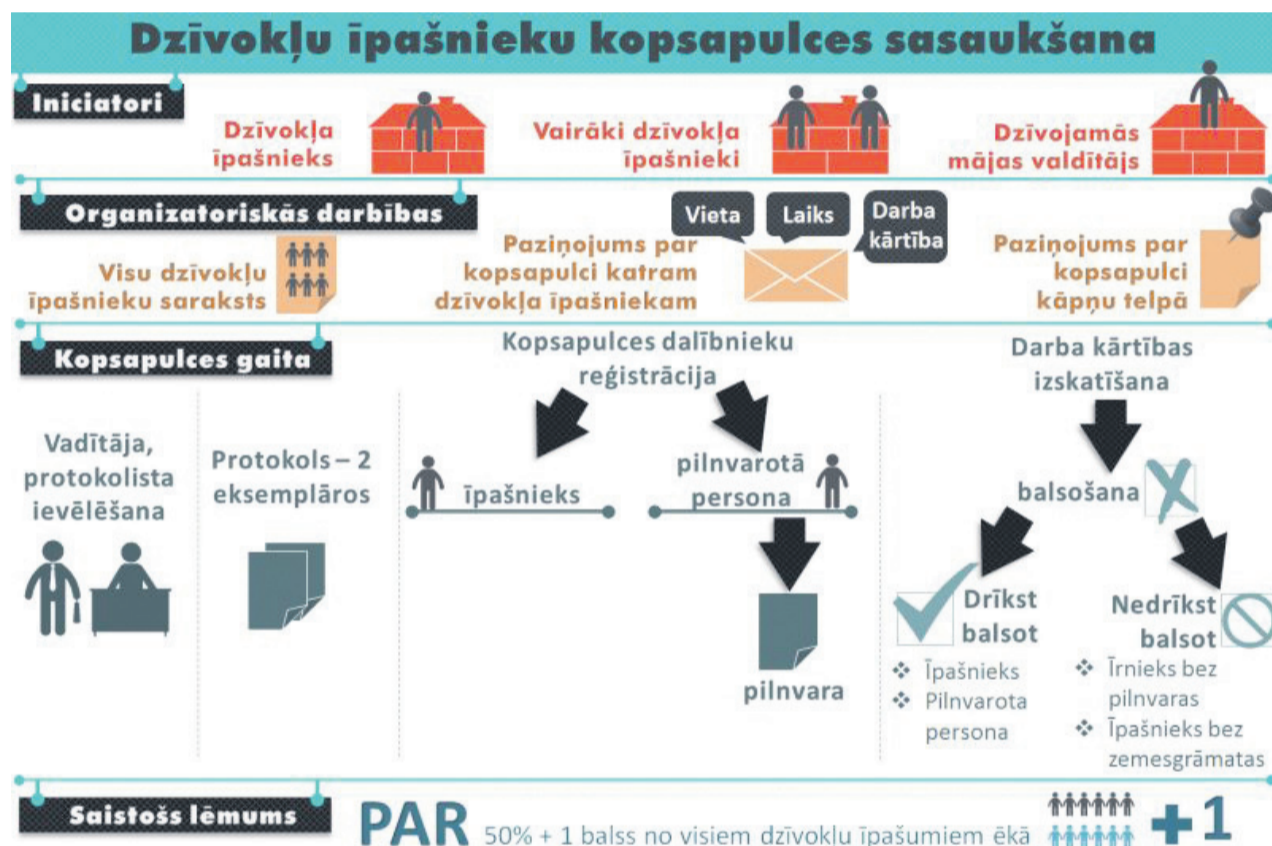 Dzīvokļu īpašnieku kopsapulces sasaukšana
Iniciatori
Dzīvokļa
īpašnieks
Vairāki dzīvokļa
īpašnieki
Dzīvojamās
mājas valdītājs
Organizatoriskās darbības
Visu dzīvokļu
īpašnieku saraksts
Paziņojums par
kopsapulci katram
dzīvokļa īpašniekam
Vieta
Laiks
Darba
kārtība
Paziņojums par
kopsapulci
kāpņu telpā
Kopsapulces gaita
Vadītāja,
protokolista
ievēlēšana
Protokols – 2
eksemplāros
Kopsapulces dalībnieku
reģistrācija
īpašnieks
pilnvarotā
persona
pilnvara
Darba kārtības
izskatīšana
balsošana
Drīkst
balsot
❖ Īpašnieks
❖ Pilnvarota
persona
Nedrīkst
balsot
❖ Īrnieks bez
pilnvaras
❖ Īpašnieks bez
zemesgrāmatas
Saistošs lēmums
PAR 50% + 1 balss no visiem dzīvokļu īpašumiem ēkā +1